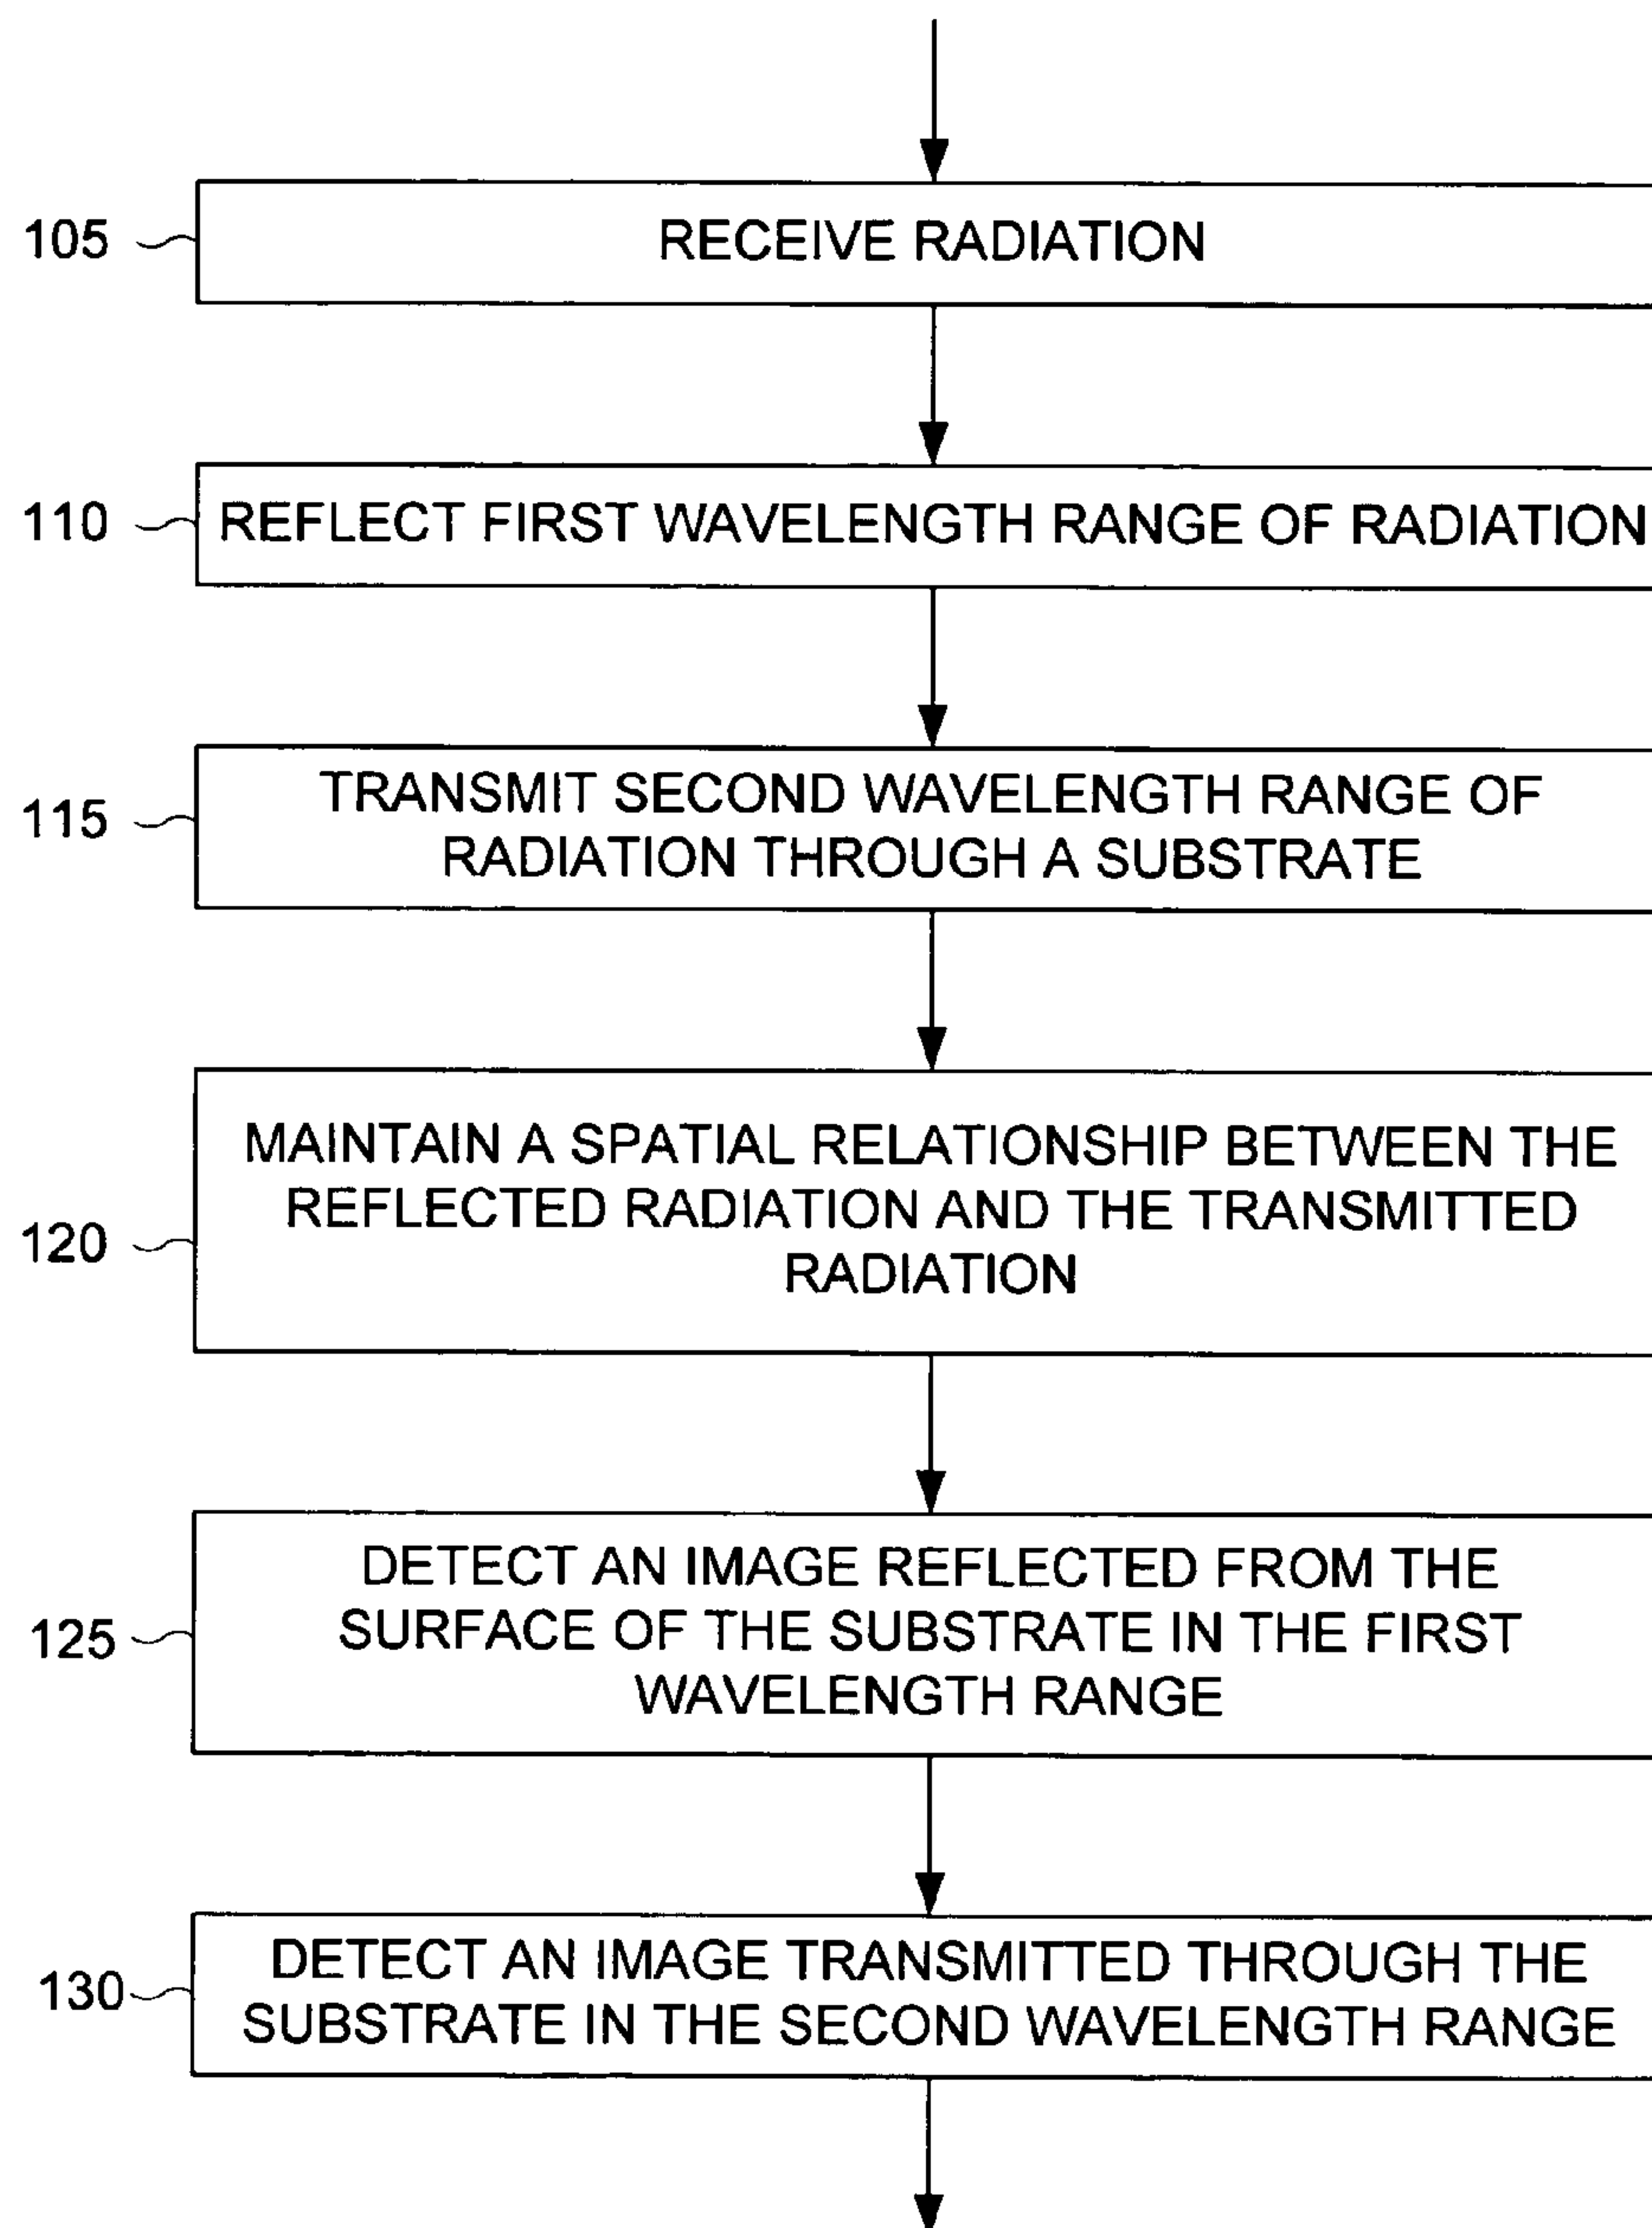 105
RECEIVE RADIATION
110
REFLECT FIRST WAVELENGTH RANGE OF RADIATION
115
TRANSMIT SECOND WAVELENGTH RANGE OF
RADIATION THROUGH A SUBSTRATE
120
MAINTAIN A SPATIAL RELATIONSHIP BETWEEN THE
REFLECTED RADIATION AND THE TRANSMITTED
RADIATION
125
DETECT AN IMAGE REFLECTED FROM THE
SURFACE OF THE SUBSTRATE IN THE FIRST
WAVELENGTH RANGE
130
DETECT AN IMAGE TRANSMITTED THROUGH THE
SUBSTRATE IN THE SECOND WAVELENGTH RANGE